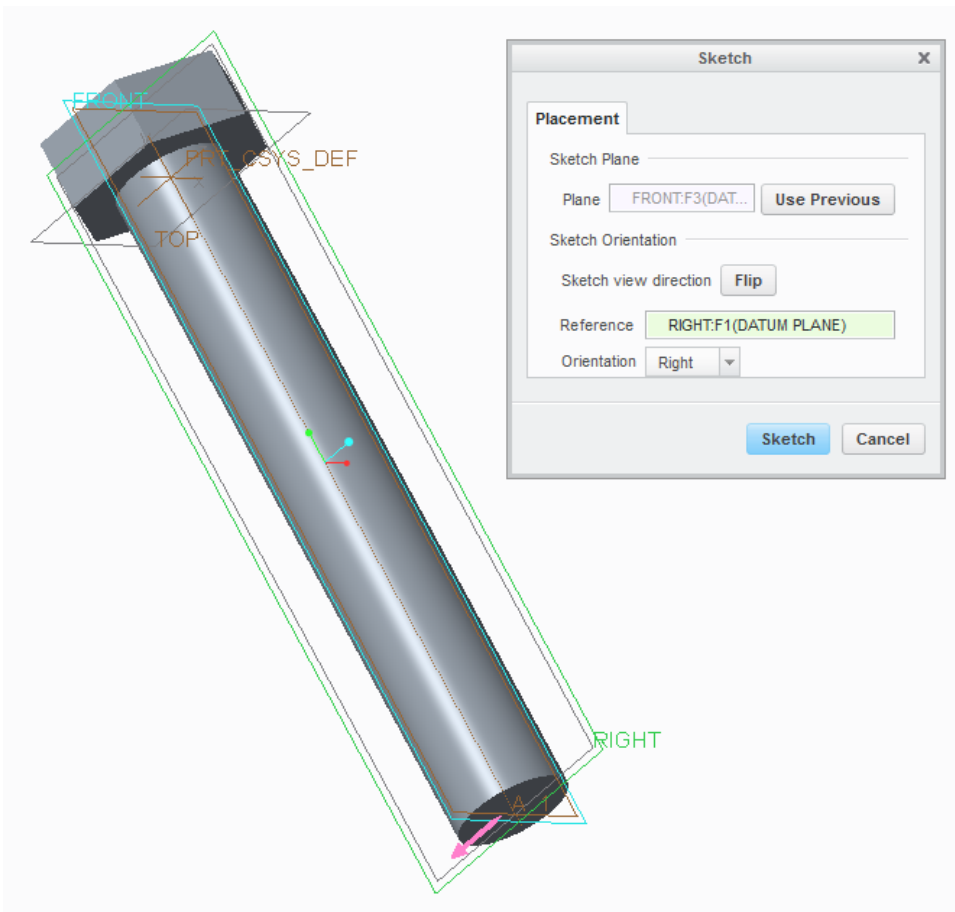 FRONT
PRT_CSYS_DEF
TOP
RIGHT
A_1
Sketch
Placement
Sketch Plane
Plane FRONT:F3(DAT... Use Previous
Sketch Orientation
Sketch view direction Flip
Reference RIGHT:F1(DATUM PLANE)
Orientation Right
Sketch Cancel